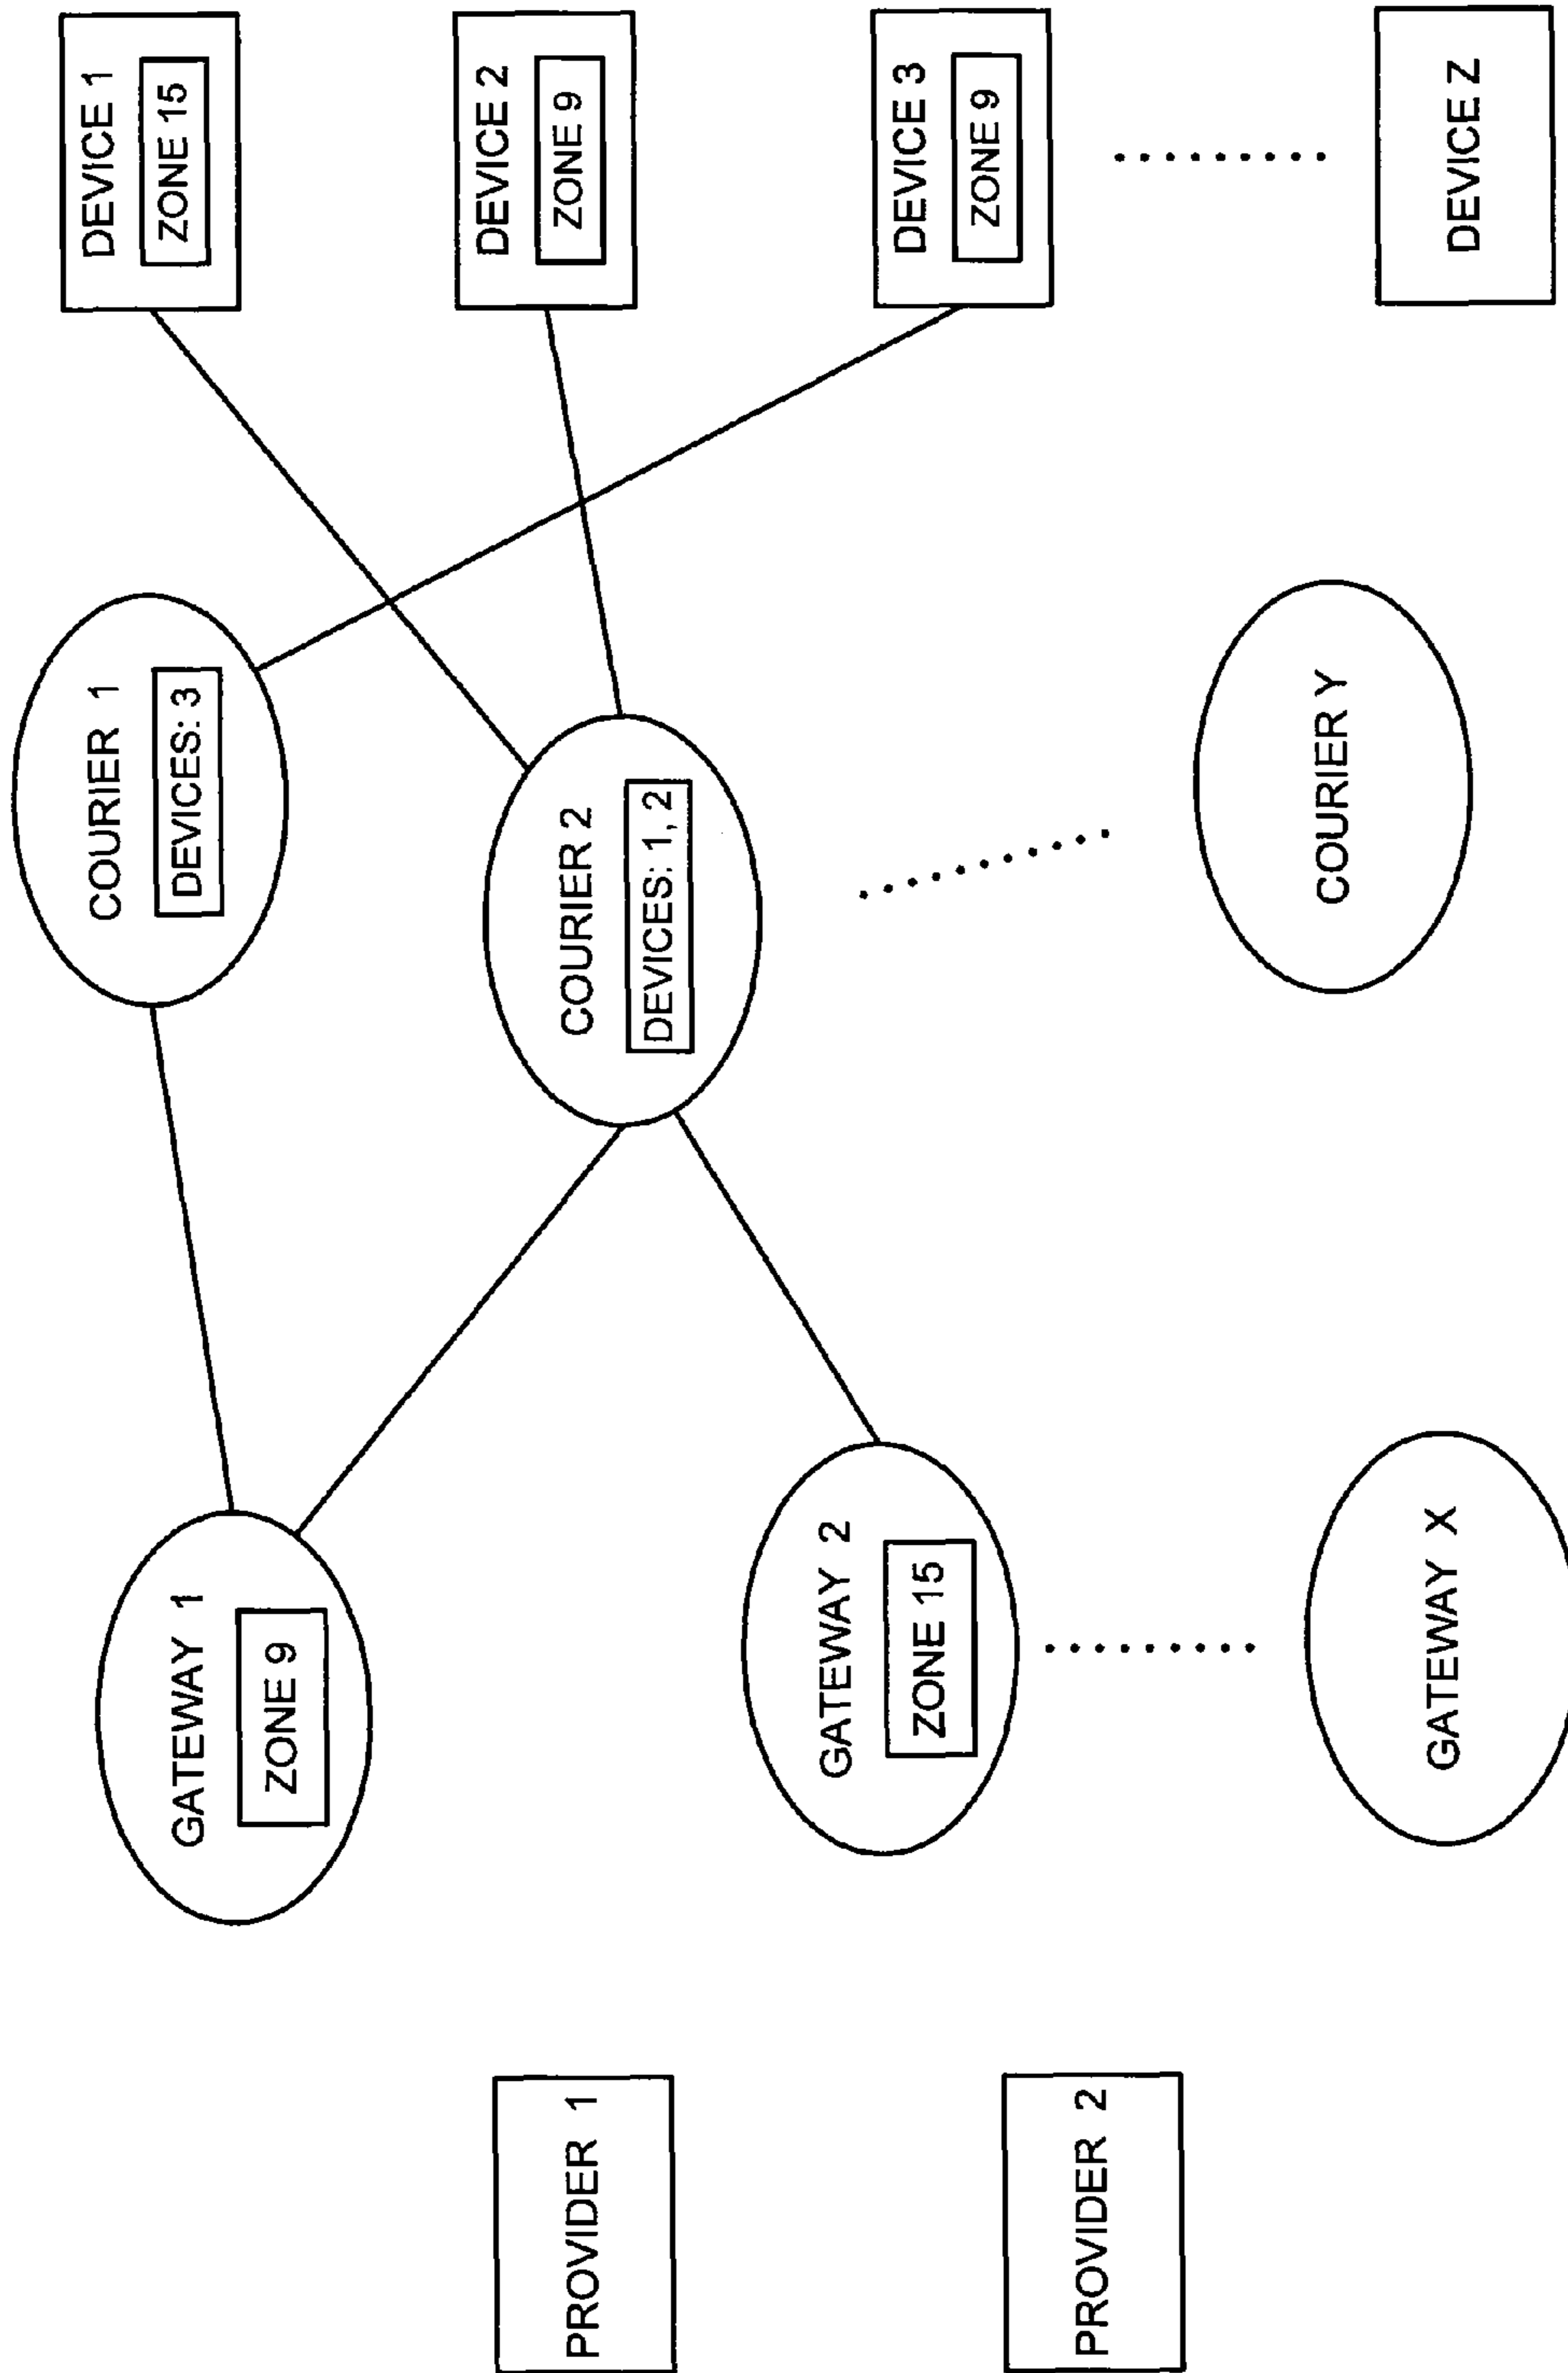 PROVIDER 1
PROVIDER 2
GATEWAY 1
ZONE 9
GATEWAY 2
ZONE 15
GATEWAY X
COURIER 1
DEVICES: 3
COURIER 2
DEVICES: 1, 2
COURIER Y
DEVICE 1
ZONE 15
DEVICE 2
ZONE 9
DEVICE 3
ZONE 9
DEVICE Z